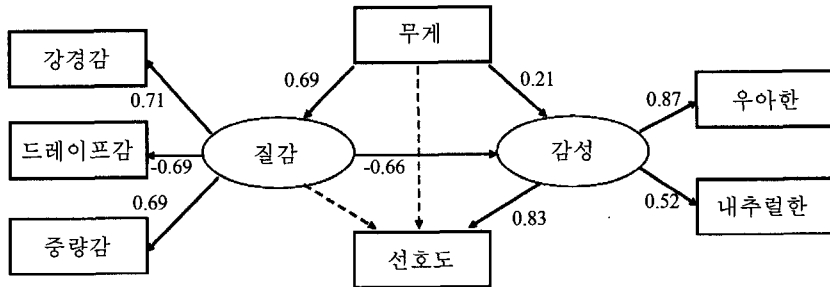 무게
강경감
0.69
0.21
0.71
0.87
우아한
드레이프감
-0.69
질감
-0.66
감성
0.69
0.83
0.52
내추럴한
중량감
선호도